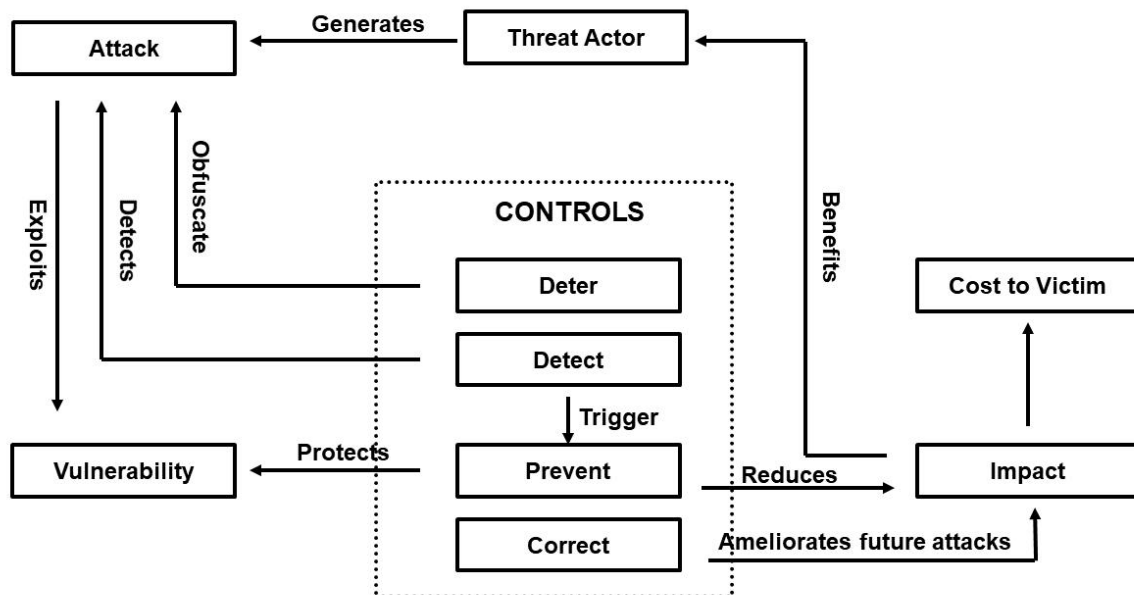 Generates
Attack
Threat Actor
Obfuscate
Exploits
Detects
Benefits
CONTROLS
Deter
Cost to Victim
Detect
Trigger
Protects
Vulnerability
Prevent
Reduces
Impact
Correct
Ameliorates future attacks